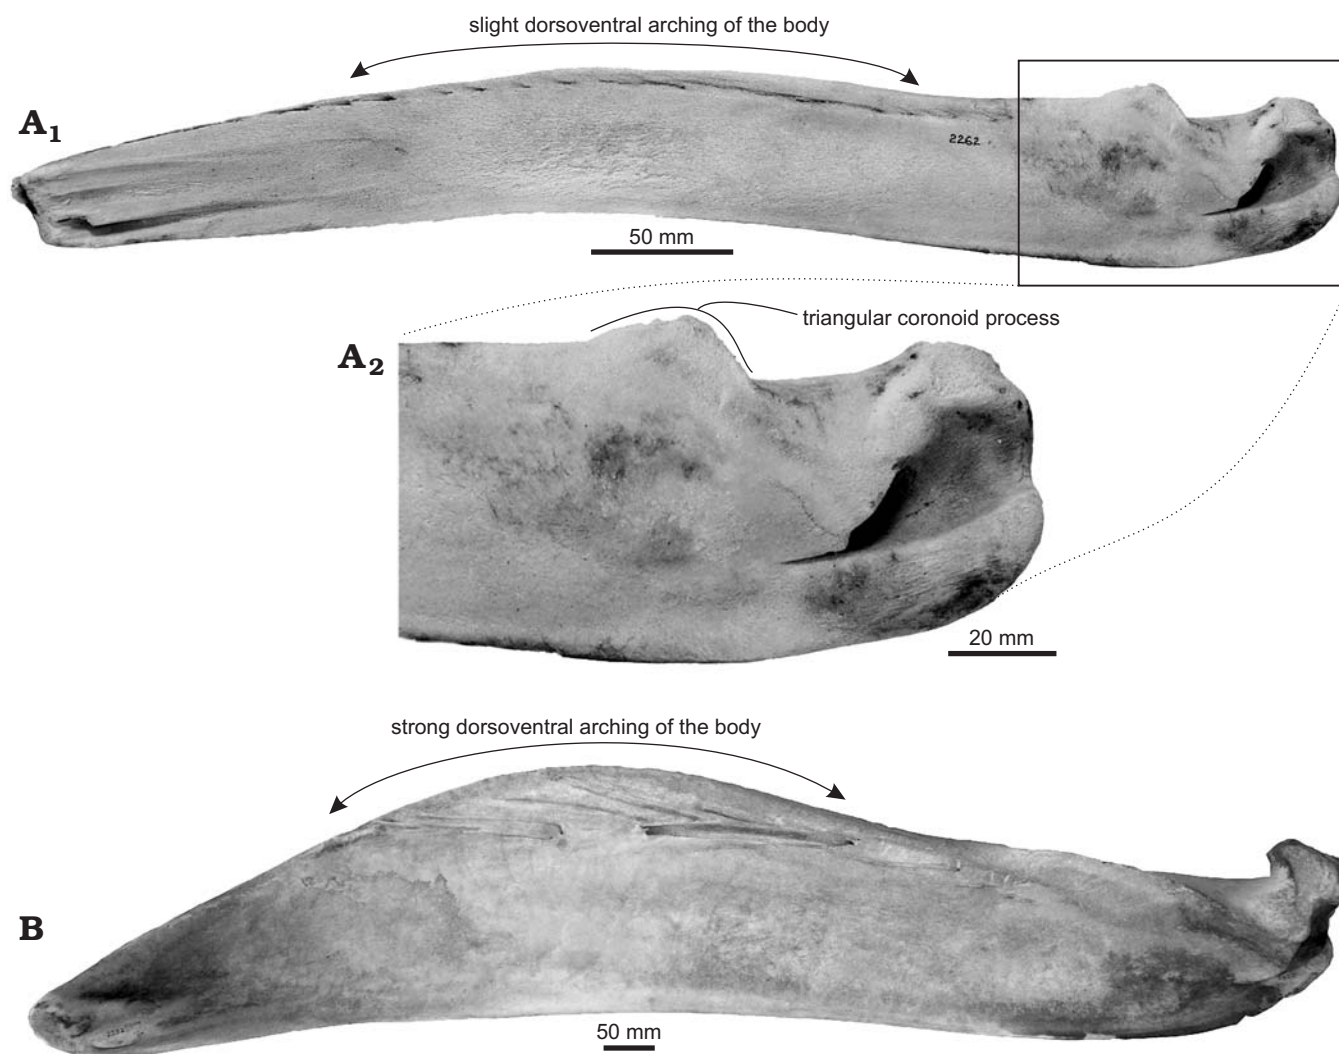 slight dorsoventral arching of the body
A1
2262
50 mm
triangular coronoid process
A2
20 mm
strong dorsoventral arching of the body
B
50 mm